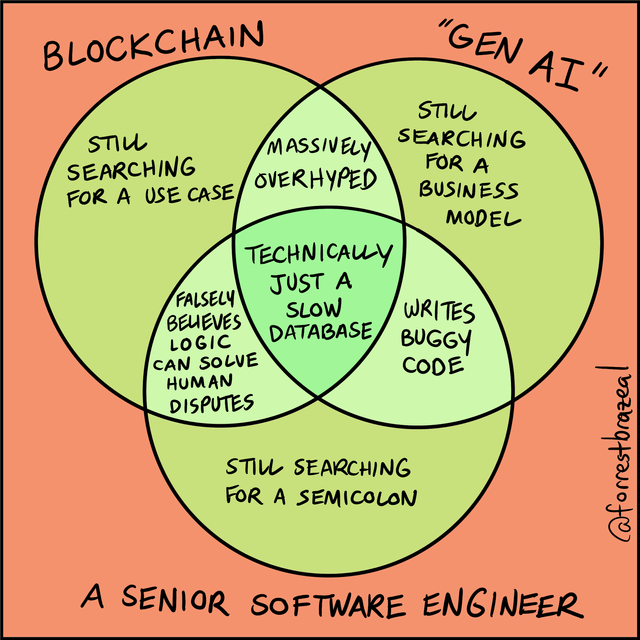 BLOCKCHAIN
"GEN AI"
STILL
SEARCHING
FOR A USE CASE
MASSIVELY
OVERHYPED
STILL
SEARCHING
FOR A
BUSINESS
MODEL
TECHNICALLY
JUST A
SLOW
DATABASE
FALSELY
BELIEVES
LOGIC
CAN SOLVE
HUMAN
DISPUTES
WRITES
BUGGY
CODE
STILL SEARCHING
FOR A SEMICOLON
A SENIOR SOFTWARE ENGINEER
@forrestbrazeal